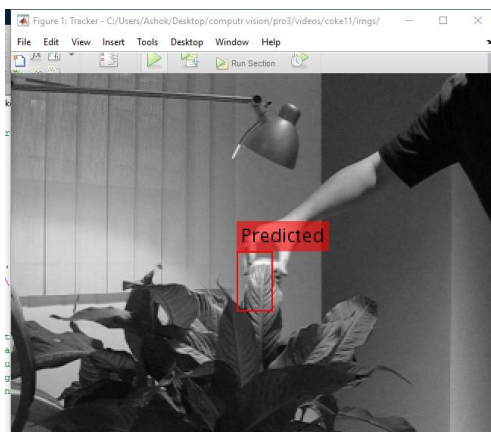 Figure 1: Tracker - C:/Users/Ashok/Desktop/computr vision/pro3/videos/coke11/imgs/
File Edit View Insert Tools Desktop Window Help
Run Section
Predicted